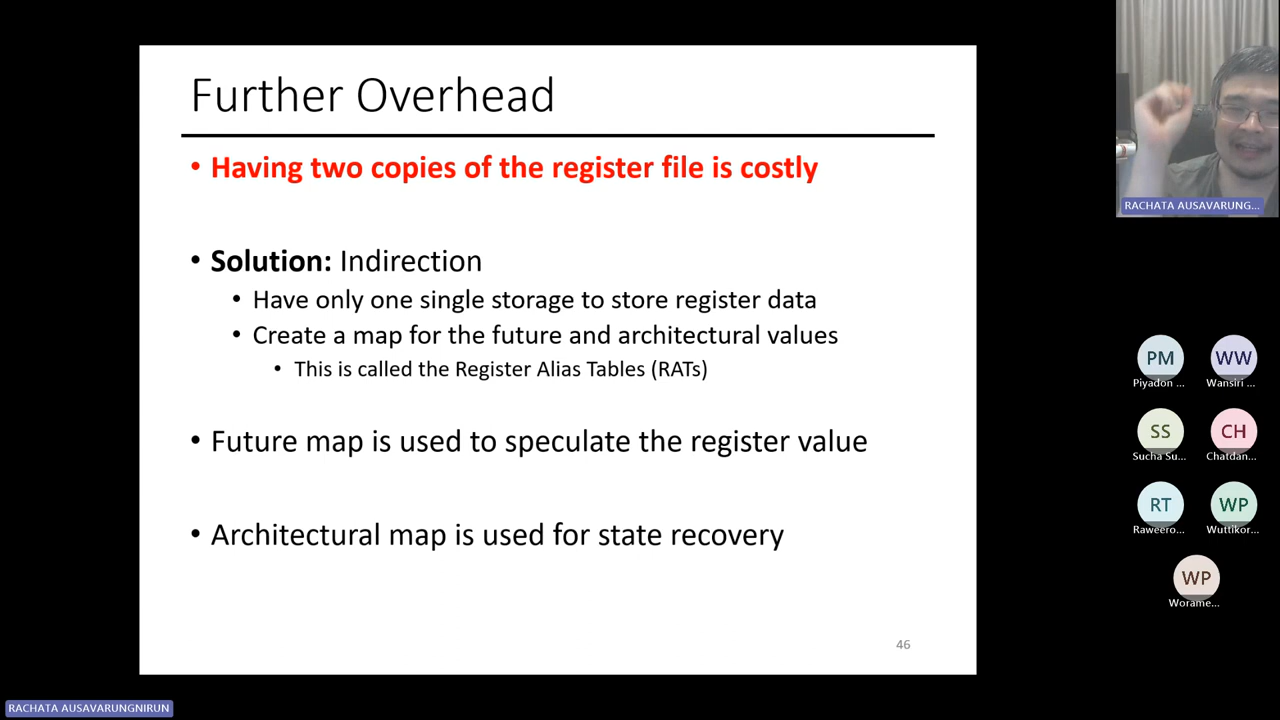 Further Overhead
• Having two copies of the register file is costly
• Solution: Indirection
• Have only one single storage to store register data
• Create a map for the future and architectural values
• This is called the Register Alias Tables (RATs)
• Future map is used to speculate the register value
• Architectural map is used for state recovery
46
RACHATA AUSAVARUNG...
PM
WW
Piyadon ...
Wansiri ...
SS
CH
Sucha Su...
Chatdan...
RT
WP
Raweero...
Wuttikor...
WP
Worame...
RACHATA AUSAVARUNGNIRUN